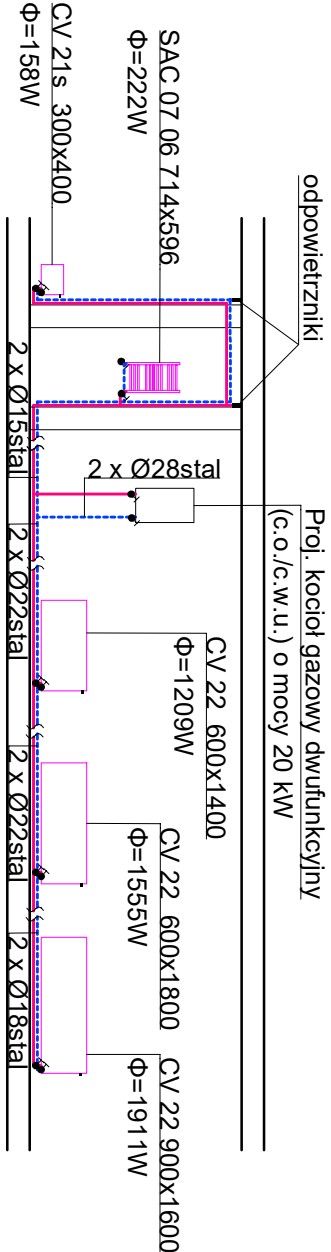 odpowietrzniki
Proj. kocioł gazowy dwufunkcyjny
(c.o./c.w.u.) o mocy 20 kW
SAC 07 06 714x596
Φ=222W
CV 21s 300x400
Φ=158W
2 x Ø28stal
CV 22 600x1400
Φ=1209W
CV 22 600x1800
Φ=1555W
CV 22 900x1600
Φ=1911W
2 x Ø15stal
2 x Ø22stal
2 x Ø22stal
2 x Ø18stal